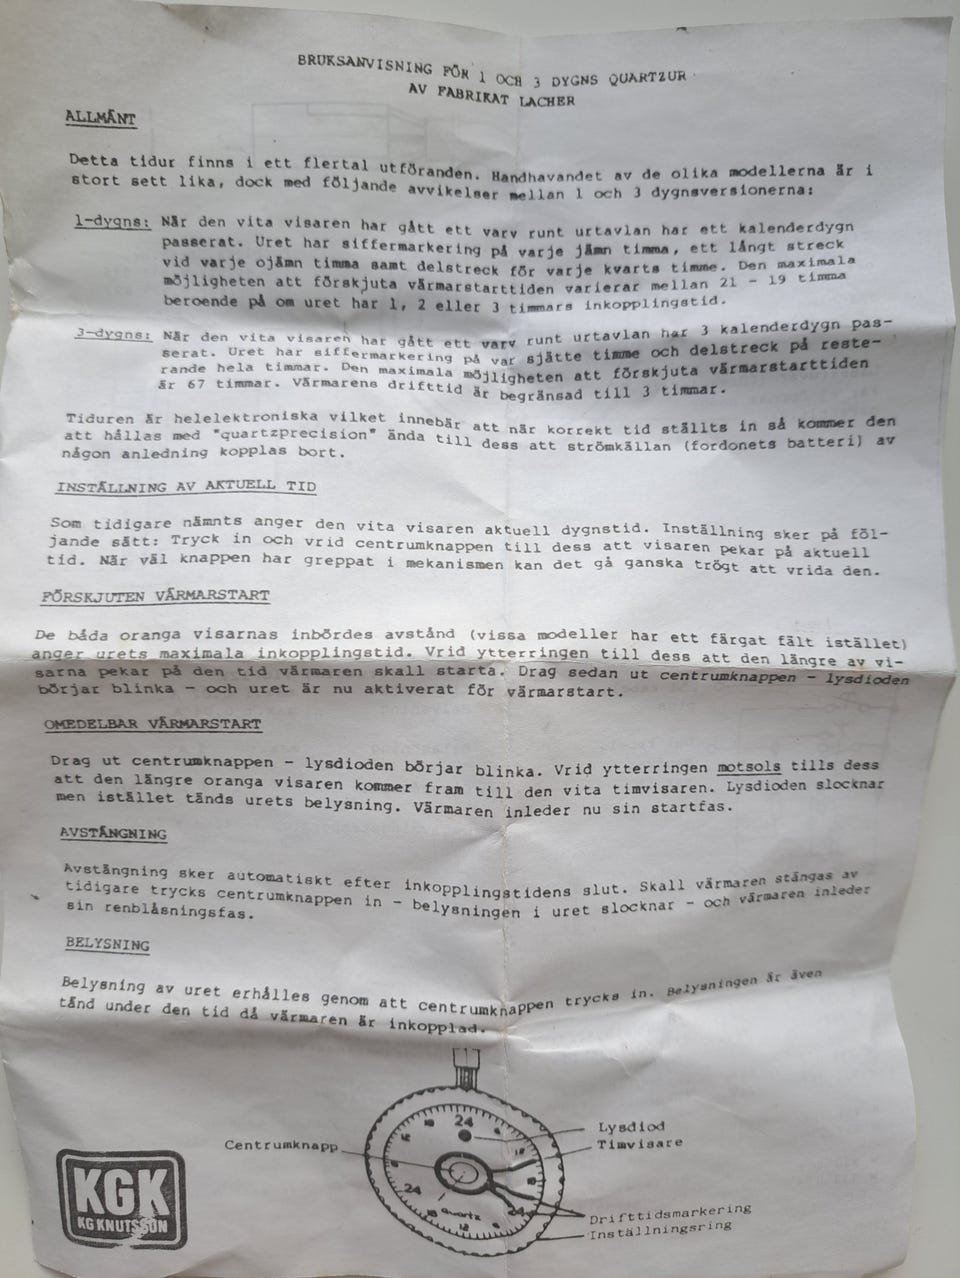 BRUKSANVISNING FÖR 1 OCH 3 DYGNS QUARTZUR
AV FABRIKAT LACHER
ALLMÄNT
Detta tidur finns i ett flertal utföranden. Handhavandet av de olika modellerna är i
stort sett lika, dock med följande avvikelser mellan 1 och 3 dygnsversionerna:
1-dygns: När den vita visaren har gått ett varv runt urtavlan har ett kalenderdygn
passerat. Uret har siffermarkering på varje jämn timma, ett långt streck
vid varje ojämn timma samt delstreck för varje kvarts timme. Den maximala
möjligheten att förskjuta värmarstarttiden varierar mellan 21 - 19 timma
beroende på om uret har 1, 2 eller 3 timmars inkopplingstid.
3-dygns: När den vita visaren har gått ett varv runt urtavlan har 3 kalenderdygn pas-
serat. Uret har siffermarkering på var sjätte timme och delstreck på reste-
rande hela timmar. Den maximala möjligheten att förskjuta värmarstarttiden
är 67 timmar. Värmarens drifttid är begränsad till 3 timmar.
Tiduren är helelektroniska vilket innebär att när korrekt tid ställts in så kommer den
att hållas med "quartzprecision" ända till dess att strömkällan (fordonets batteri) av
någon anledning kopplas bort.
INSTÄLLNING AV AKTUELL TID
Som tidigare nämnts anger den vita visaren aktuell dygnstid. Inställning sker på föl-
jande sätt: Tryck in och vrid centrumknappen till dess att visaren pekar på aktuell
tid. När väl knappen har greppat i mekanismen kan det gå ganska trögt att vrida den.
FÖRSKJUTEN VÄRMARSTART
De båda oranga visarnas inbördes avstånd (vissa modeller har ett färgat fält istället)
anger urets maximala inkopplingstid. Vrid ytterringen till dess att den längre av vi-
sarna pekar på den tid värmaren skall starta. Drag sedan ut centrumknappen - lysdioden
börjar blinka - och uret är nu aktiverat för värmarstart.
OMEDELBAR VÄRMARSTART
Drag ut centrumknappen - lysdioden börjar blinka. Vrid ytterringen motsols tills dess
att den längre oranga visaren kommer fram till den vita timvisaren. Lysdioden slocknar
men istället tänds urets belysning. Värmaren inleder nu sin startfas.
AVSTÄNGNING
Avstängning sker automatiskt efter inkopplingstidens slut. Skall värmaren stängas av
tidigare trycks centrumknappen in - belysningen i uret slocknar - och värmaren inleder
sin renblåsningsfas.
BELYSNING
Belysning av uret erhålles genom att centrumknappen trycks in. Belysningen är även
tänd under den tid då värmaren är inkopplad.
Lysdiod
Centrumknapp
Timvisare
24
24
quartz
24
12
Drifttidsmarkering
Inställningsring
KGK
KG KNUTSSON